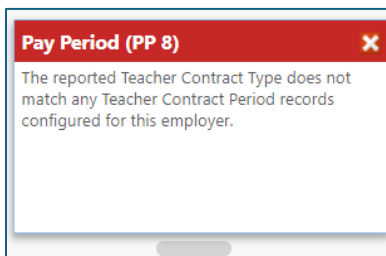 Pay Period (PP 8)
The reported Teacher Contract Type does not
match any Teacher Contract Period records
configured for this employer.